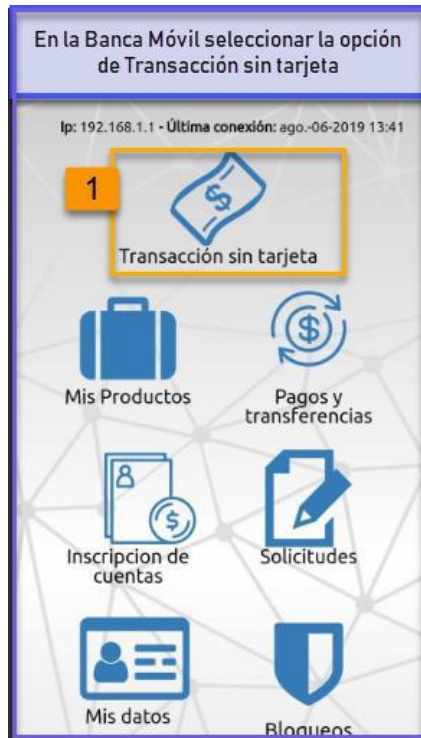 En la Banca Móvil seleccionar la opción
de Transacción sin tarjeta
Ip: 192.168.1.1 - Última conexión: ago.-06-2019 13:41
1
Transacción sin tarjeta
Mis Productos
Pagos y
transferencias
Inscripcion de
cuentas
Solicitudes
Mis datos
Bloqueos